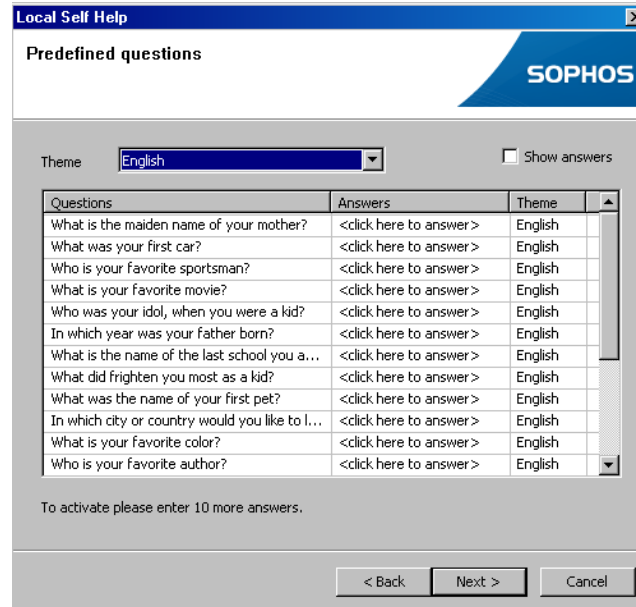 Local Self Help
Predefined questions
SOPHOS
Theme English Show answers
Questions Answers Theme
What is the maiden name of your mother? <click here to answer> English
What was your first car? <click here to answer> English
Who is your favorite sportsman? <click here to answer> English
What is your favorite movie? <click here to answer> English
Who was your idol, when you were a kid? <click here to answer> English
In which year was your father born? <click here to answer> English
What is the name of the last school you a... <click here to answer> English
What did frighten you most as a kid? <click here to answer> English
What was the name of your first pet? <click here to answer> English
In which city or country would you like to l... <click here to answer> English
What is your favorite color? <click here to answer> English
Who is your favorite author? <click here to answer> English
To activate please enter 10 more answers.
< Back Next > Cancel